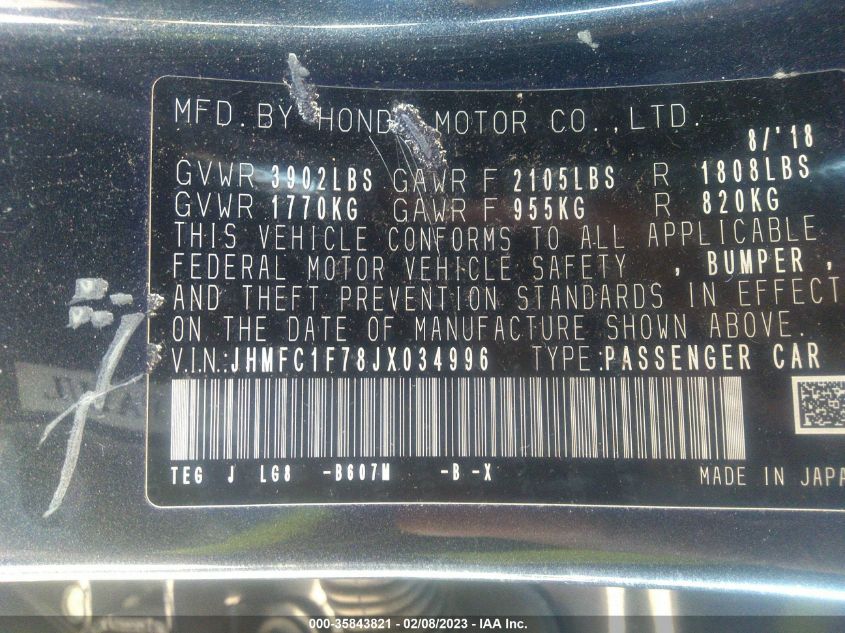 MFD. BY HONDA MOTOR CO., LTD.
8/'18
GVWR 3902LBS GAWR F 2105LBS R 1808LBS
GVWR 1770KG GAWR F 955KG R 820KG
THIS VEHICLE CONFORMS TO ALL APPLICABLE
FEDERAL MOTOR VEHICLE SAFETY , BUMPER ,
AND THEFT PREVENTION STANDARDS IN EFFECT
ON THE DATE OF MANUFACTURE SHOWN ABOVE.
V.I.N.:JHMFC1F78JX034996 TYPE:PASSENGER CAR
TEG J LG8 -B607M -B -X
MADE IN JAPA
000-35843821 - 02/08/2023 - IAA Inc.